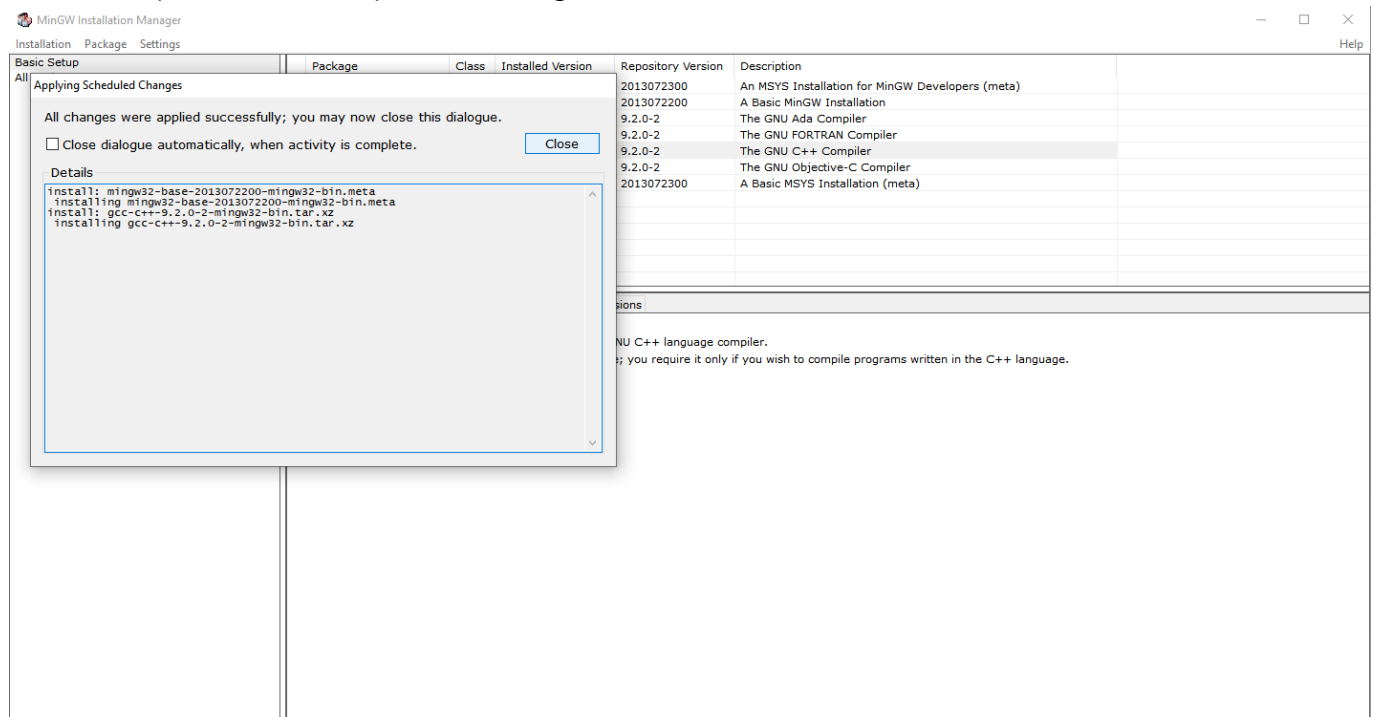 MinGW Installation Manager
Installation Package Settings Help
Basic Setup
All
Package Class Installed Version Repository Version Description
2013072300 An MSYS Installation for MinGW Developers (meta)
2013072200 A Basic MinGW Installation
9.2.0-2 The GNU Ada Compiler
9.2.0-2 The GNU FORTRAN Compiler
9.2.0-2 The GNU C++ Compiler
9.2.0-2 The GNU Objective-C Compiler
2013072300 A Basic MSYS Installation (meta)
Applying Scheduled Changes
All changes were applied successfully; you may now close this dialogue.
Close dialogue automatically, when activity is complete.
Close
Details
install: mingw32-base-2013072200-mingw32-bin.meta
installing mingw32-base-2013072200-mingw32-bin.meta
install: gcc-c++-9.2.0-2-mingw32-bin.tar.xz
installing gcc-c++-9.2.0-2-mingw32-bin.tar.xz
sions
NU C++ language compiler.
; you require it only if you wish to compile programs written in the C++ language.